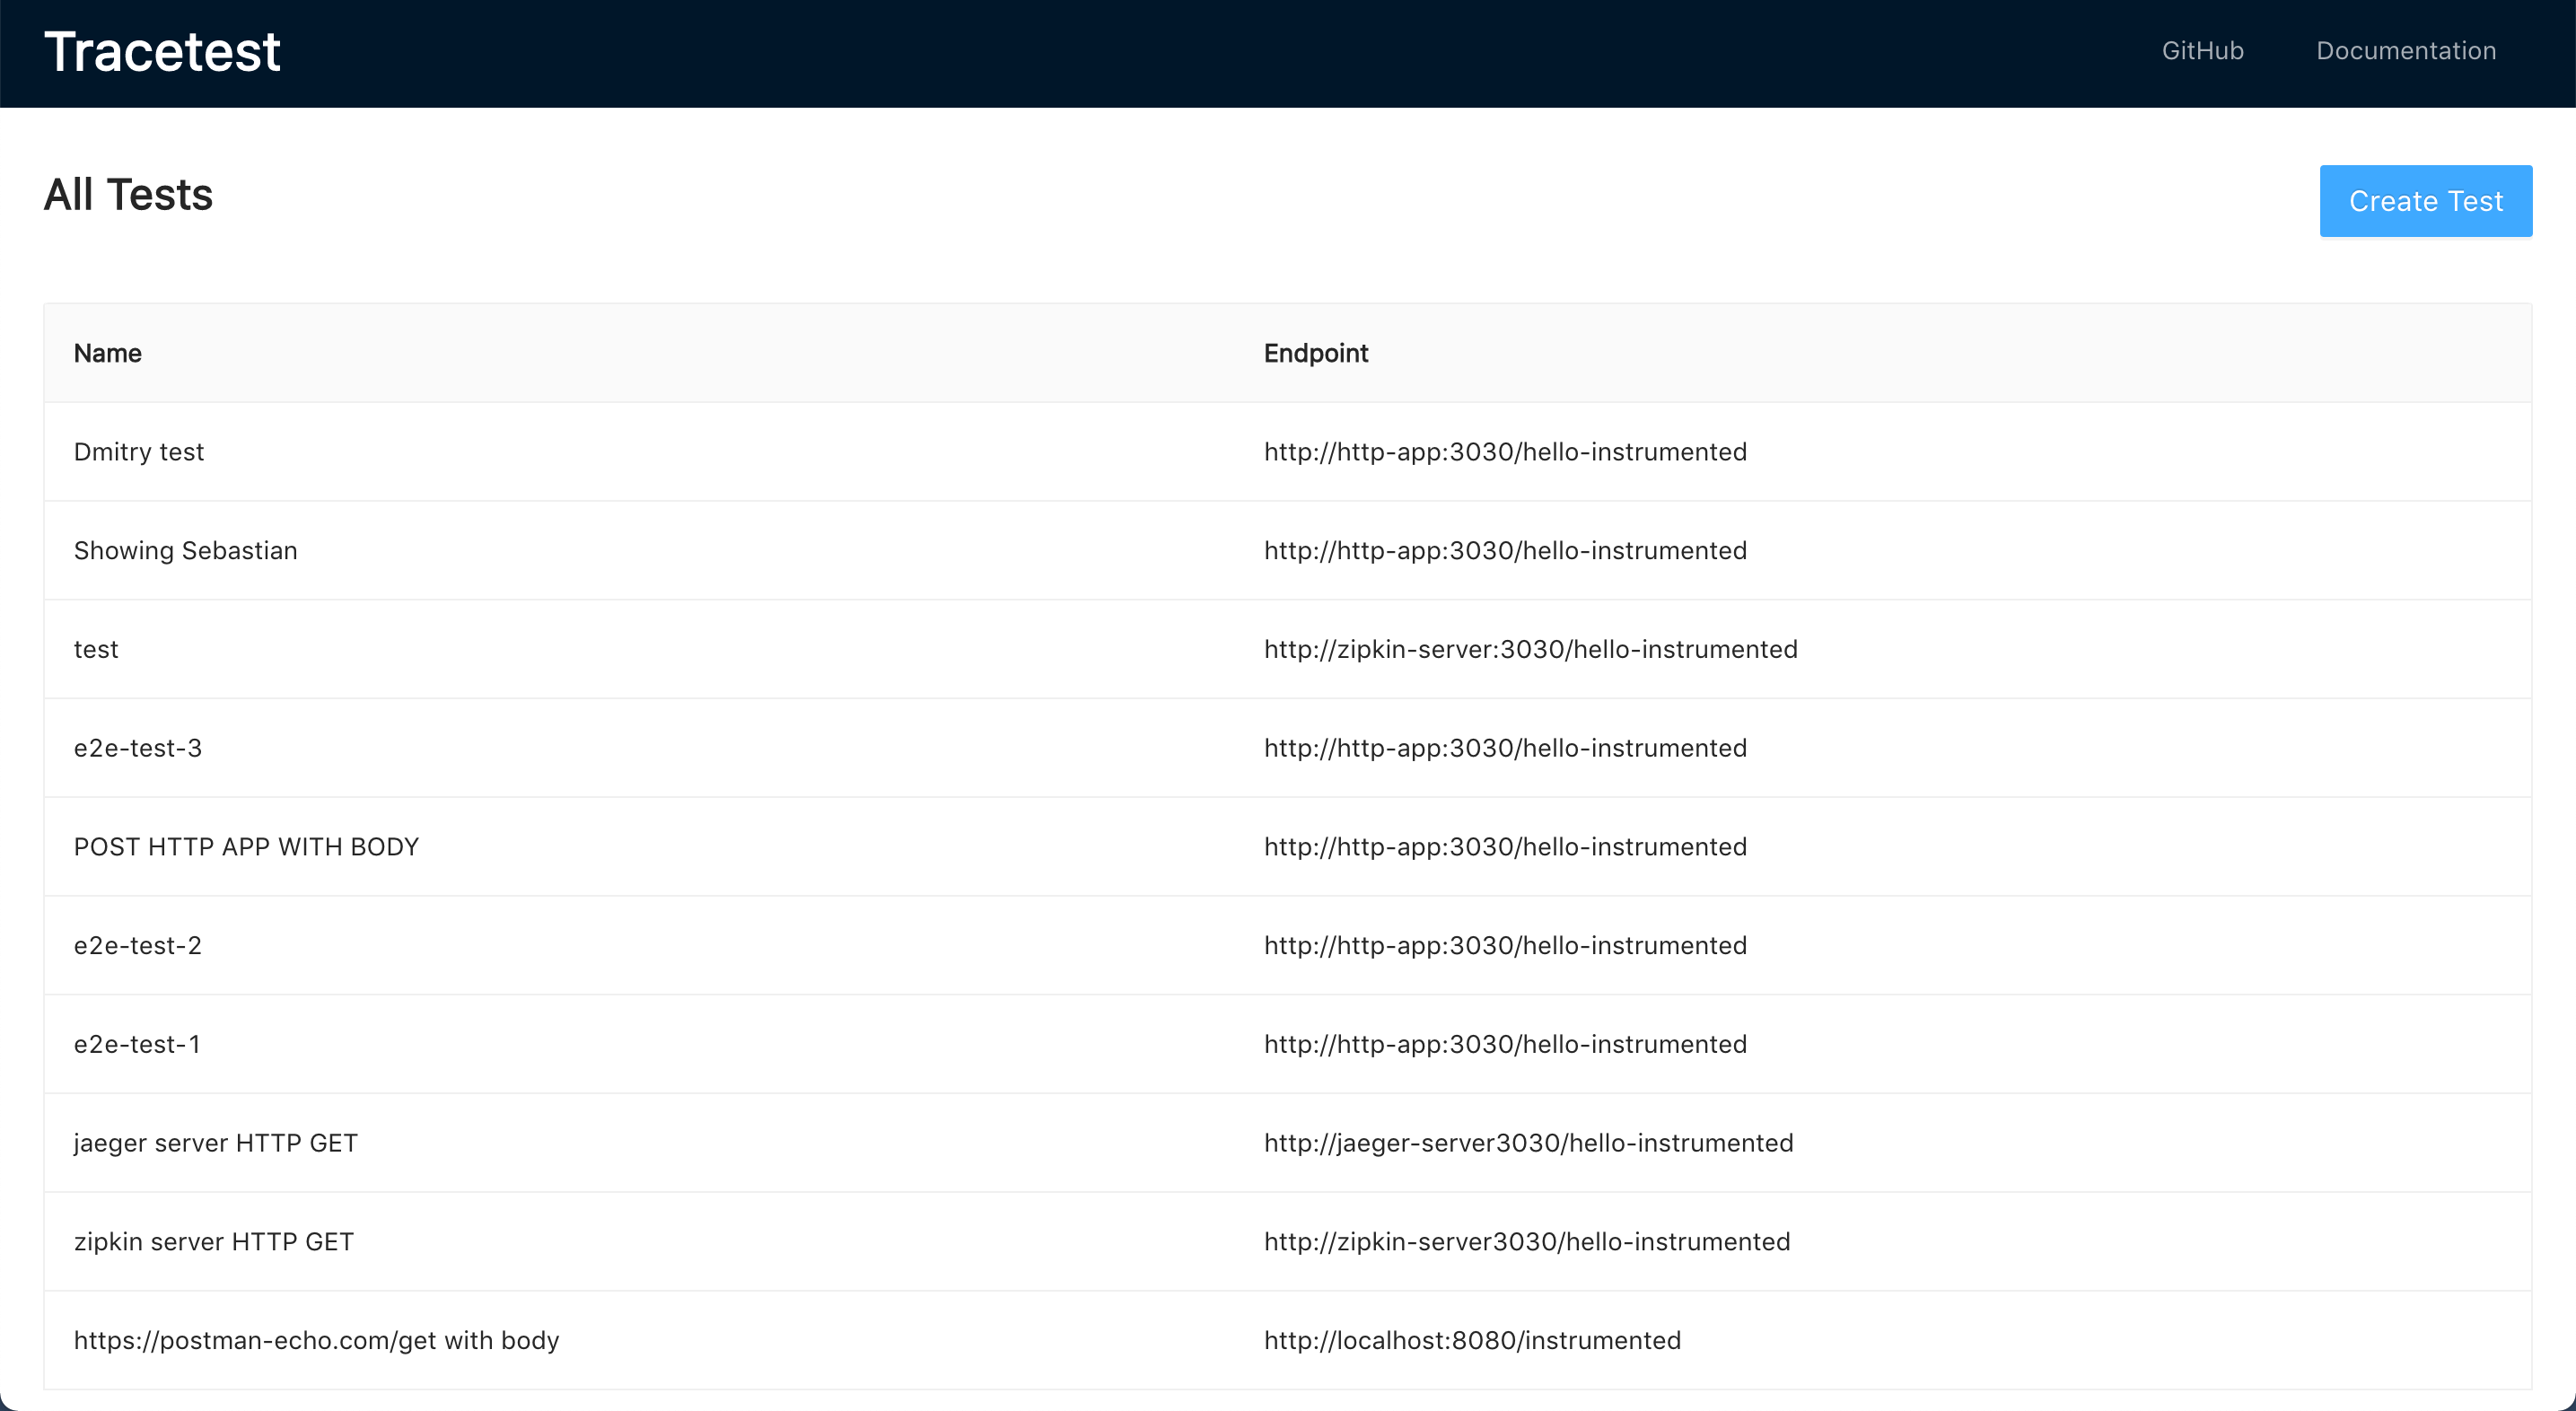 Tracetest GitHub Documentation
All Tests Create Test
Name Endpoint
Dmitry test http://http-app:3030/hello-instrumented
Showing Sebastian http://http-app:3030/hello-instrumented
test http://zipkin-server:3030/hello-instrumented
e2e-test-3 http://http-app:3030/hello-instrumented
POST HTTP APP WITH BODY http://http-app:3030/hello-instrumented
e2e-test-2 http://http-app:3030/hello-instrumented
e2e-test-1 http://http-app:3030/hello-instrumented
jaeger server HTTP GET http://jaeger-server3030/hello-instrumented
zipkin server HTTP GET http://zipkin-server3030/hello-instrumented
https://postman-echo.com/get with body http://localhost:8080/instrumented